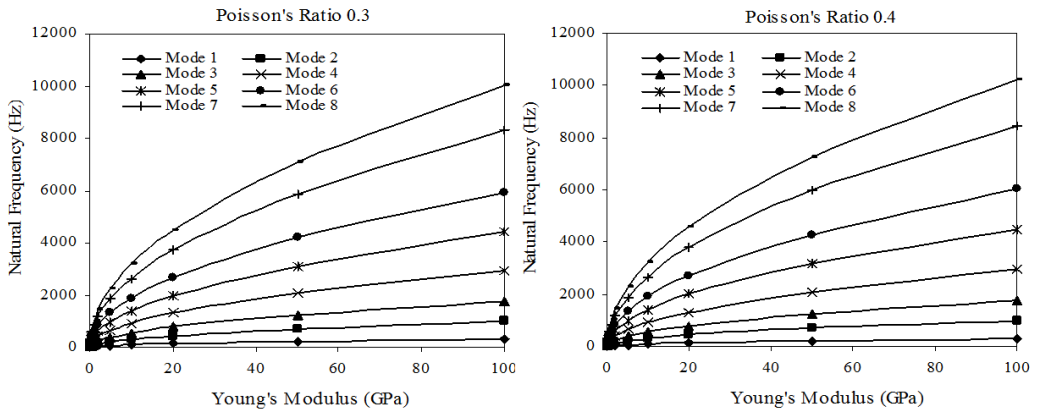 Poisson's Ratio 0.3
12000
10000
8000
6000
4000
2000
0
Natural Frequency (Hz)
Mode 1 Mode 2
Mode 3 Mode 4
Mode 5 Mode 6
Mode 7 Mode 8
0 20 40 60 80 100
Young's Modulus (GPa)
Poisson's Ratio 0.4
12000
10000
8000
6000
4000
2000
0
Natural Frequency (Hz)
Mode 1 Mode 2
Mode 3 Mode 4
Mode 5 Mode 6
Mode 7 Mode 8
0 20 40 60 80 100
Young's Modulus (GPa)